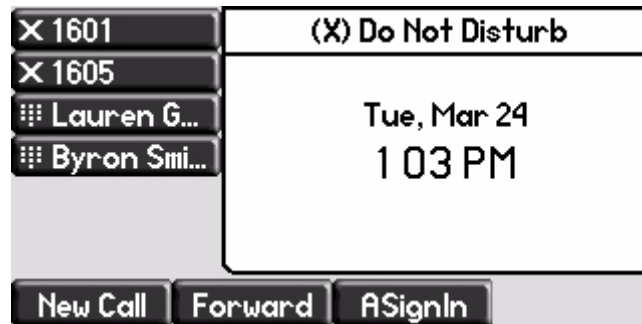 X 1601
X 1605
Lauren G...
Byron Smi...
(X) Do Not Disturb
Tue, Mar 24
1 03 PM
New Call
Forward
ASignIn